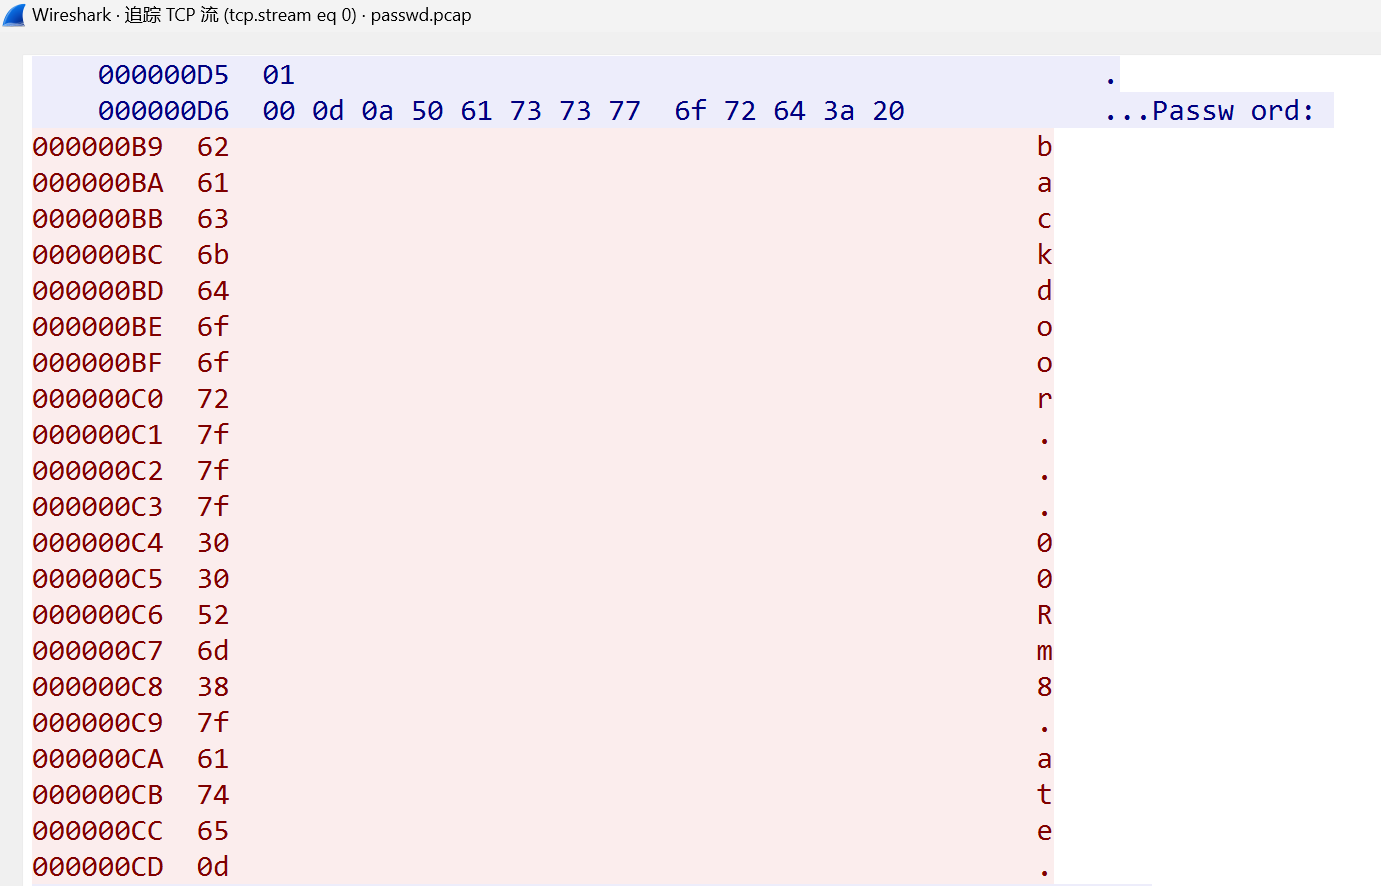 Wireshark · 追踪 TCP 流 (tcp.stream eq 0) · passwd.pcap
000000D5 01 .
000000D6 00 0d 0a 50 61 73 73 77 6f 72 64 3a 20 ...Passw ord:
000000B9 62 b
000000BA 61 a
000000BB 63 c
000000BC 6b k
000000BD 64 d
000000BE 6f o
000000BF 6f o
000000C0 72 r
000000C1 7f .
000000C2 7f .
000000C3 7f .
000000C4 30 0
000000C5 30 0
000000C6 52 R
000000C7 6d m
000000C8 38 8
000000C9 7f .
000000CA 61 a
000000CB 74 t
000000CC 65 e
000000CD 0d .